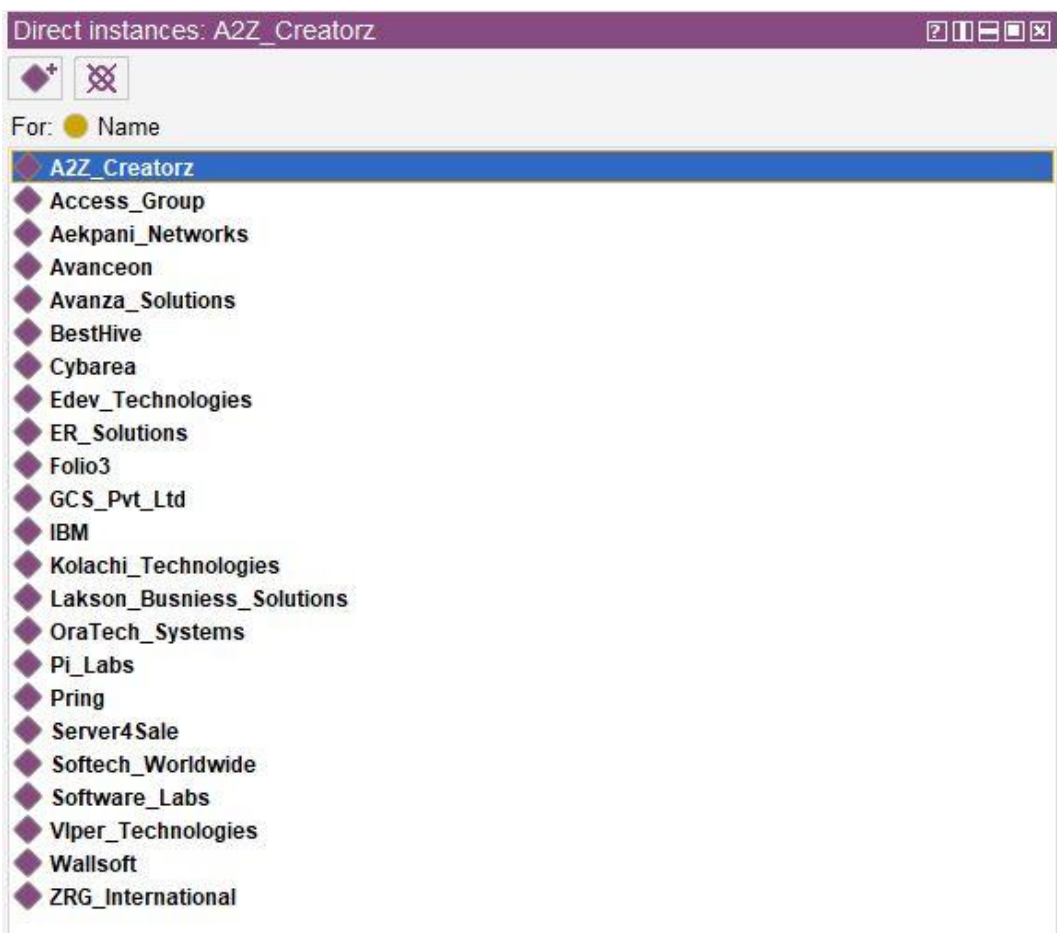 Direct instances: A2Z_Creatorz
For: Name
A2Z_Creatorz
Access_Group
Aekpani_Networks
Avanceon
Avanza_Solutions
BestHive
Cybarea
Edev_Technologies
ER_Solutions
Folio3
GCS_Pvt_Ltd
IBM
Kolachi_Technologies
Lakson_Busniess_Solutions
OraTech_Systems
Pi_Labs
Pring
Server4Sale
Softech_Worldwide
Software_Labs
VIper_Technologies
Wallsoft
ZRG_International